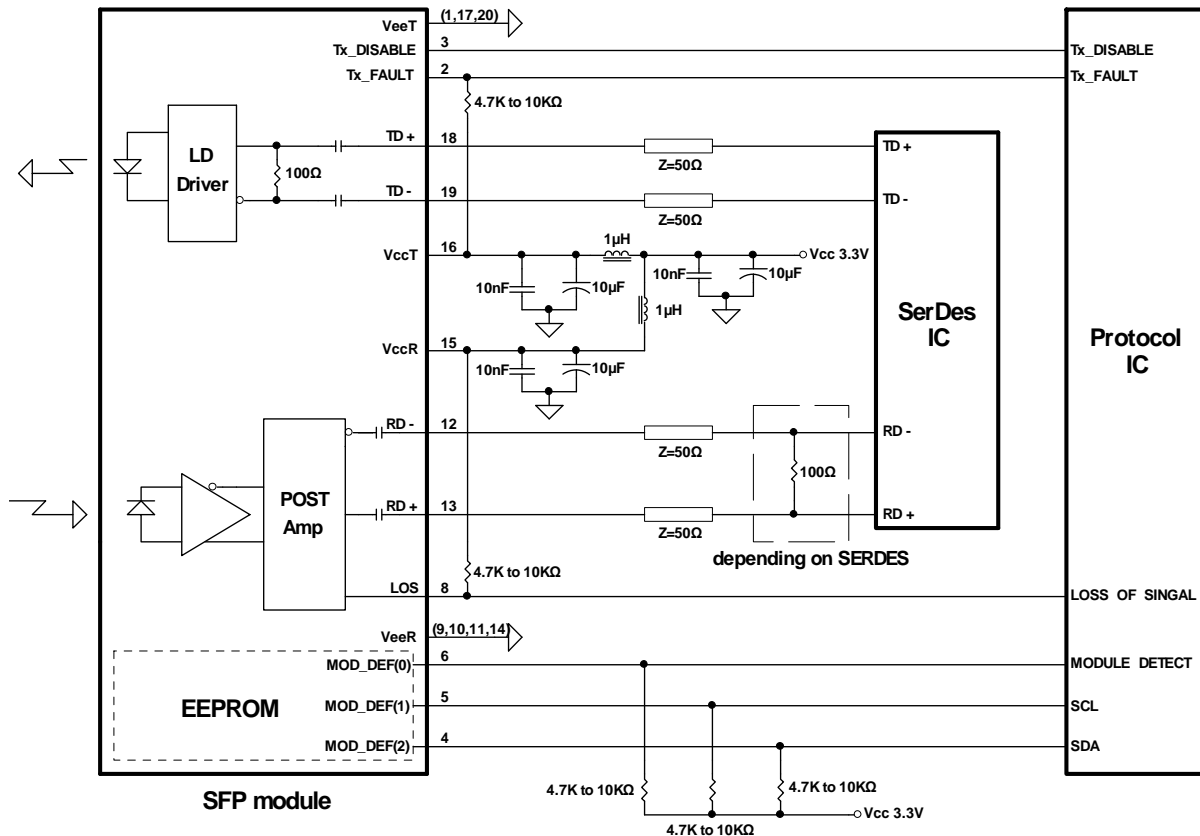 VeeT (1,17,20)
Tx_DISABLE 3 Tx_DISABLE
Tx_FAULT 2 Tx_FAULT
4.7K to 10KΩ
LD
Driver
100Ω
TD + 18 Z=50Ω TD +
TD - 19 Z=50Ω TD -
1µH
VccT 16 Vcc 3.3V
10nF 10µF 10nF 10µF
1µH
SerDes
IC
Protocol
IC
VccR 15
10nF 10µF
RD - 12 Z=50Ω RD -
100Ω
POST
Amp
RD + 13 Z=50Ω RD +
depending on SERDES
4.7K to 10KΩ
LOS 8 LOSS OF SINGAL
VeeR (9,10,11,14)
MOD_DEF(0) 6 MODULE DETECT
EEPROM
MOD_DEF(1) 5 SCL
MOD_DEF(2) 4 SDA
SFP module
4.7K to 10KΩ 4.7K to 10KΩ
Vcc 3.3V
4.7K to 10KΩ